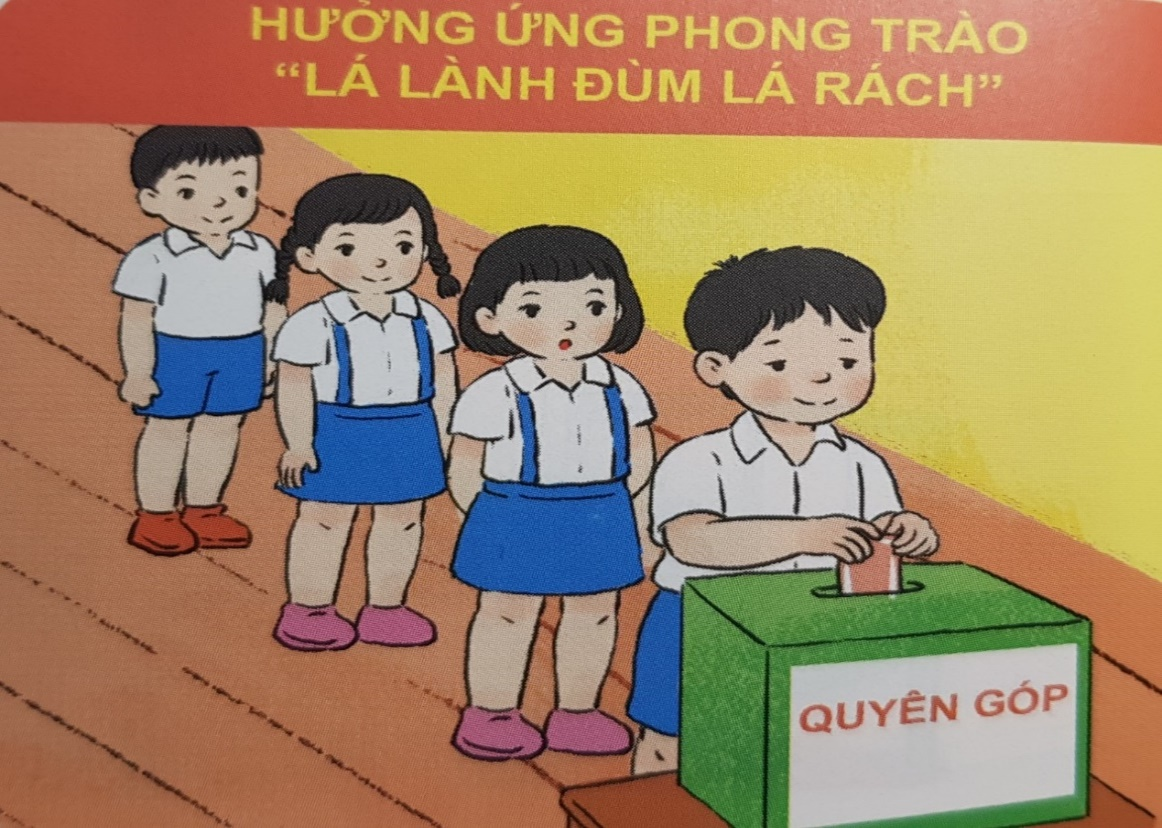 HƯỞNG ỨNG PHONG TRÀO
“LÁ LÀNH ĐÙM LÁ RÁCH”
QUYÊN GÓP